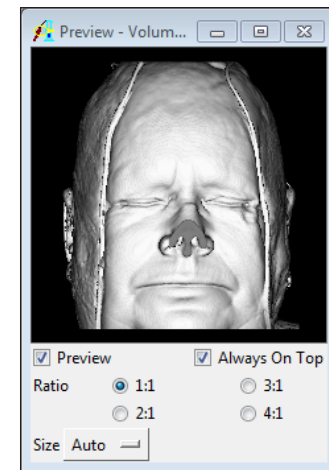 Preview - Volum...
Preview Always On Top
Ratio 1:1 3:1
2:1 4:1
Size Auto